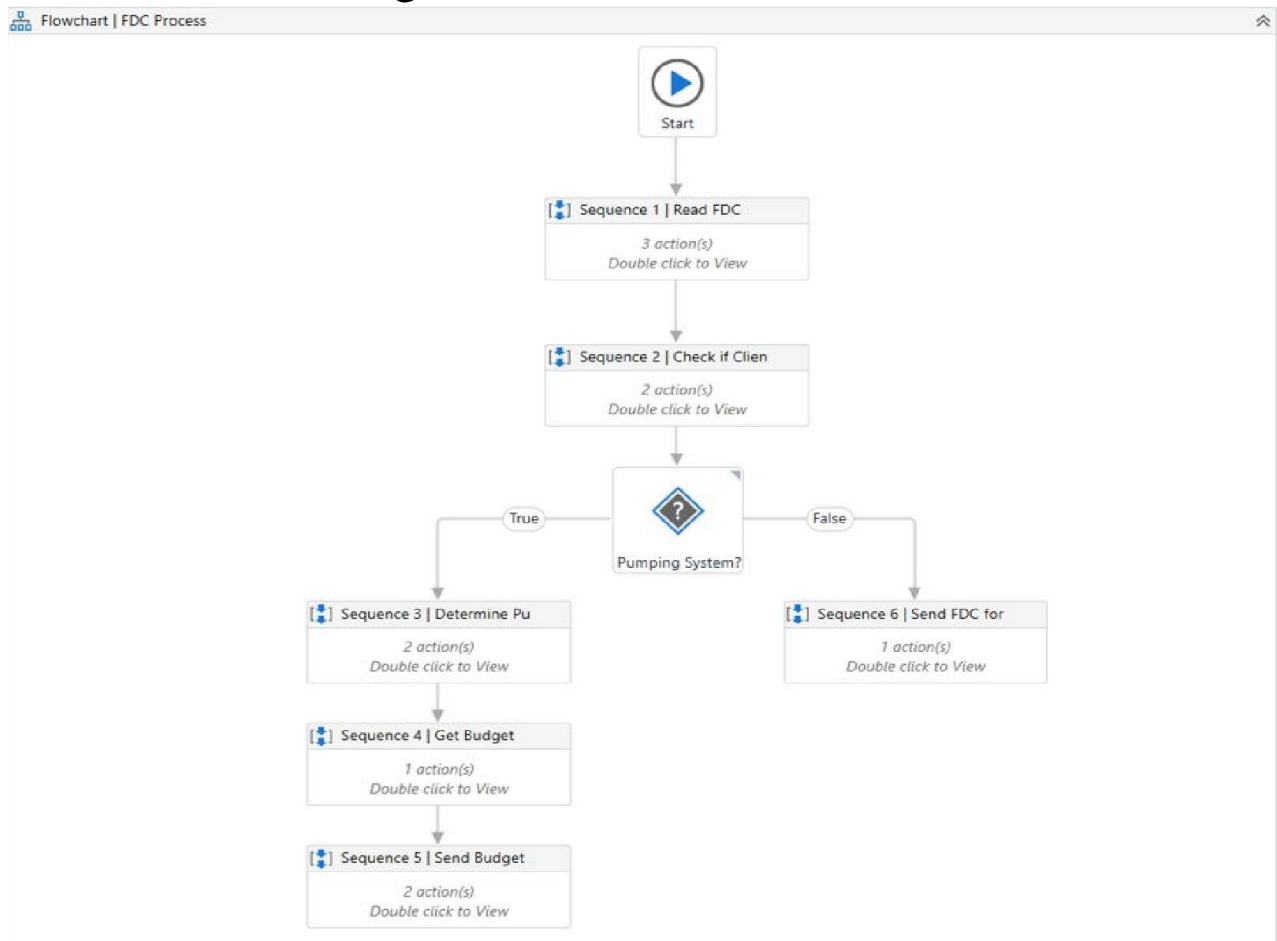 Flowchart | FDC Process
Start
Sequence 1 | Read FDC
3 action(s)
Double click to View
Sequence 2 | Check if Clien
2 action(s)
Double click to View
Pumping System?
True
False
Sequence 3 | Determine Pu
2 action(s)
Double click to View
Sequence 6 | Send FDC for
1 action(s)
Double click to View
Sequence 4 | Get Budget
1 action(s)
Double click to View
Sequence 5 | Send Budget
2 action(s)
Double click to View